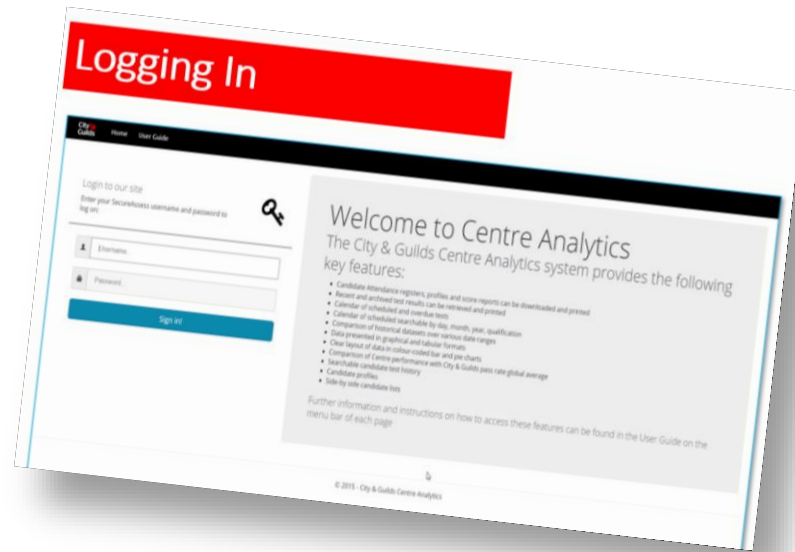 Logging In
City&
Guilds
Home
User Guide
Login to our site
Enter your SecureAssess username and password to
log on:
Username...
Password...
Sign in!
Welcome to Centre Analytics
The City & Guilds Centre Analytics system provides the following
key features:
• Candidate Attendance registers, profiles and score reports can be downloaded and printed
• Recent and archived test results can be retrieved and printed
• Calendar of scheduled and overdue tests
• Calendar of scheduled searchable by day, month, year, qualification
• Comparison of historical datasets over various date ranges
• Data presented in graphical and tabular formats
• Clear layout of data in colour-coded bar and pie charts
• Comparison of Centre performance with City & Guilds pass rate global average
• Searchable candidate test history
• Candidate profiles
• Side-by side candidate lists
Further information and instructions on how to access these features can be found in the User Guide on the
menu bar of each page
© 2015 - City & Guilds Centre Analytics